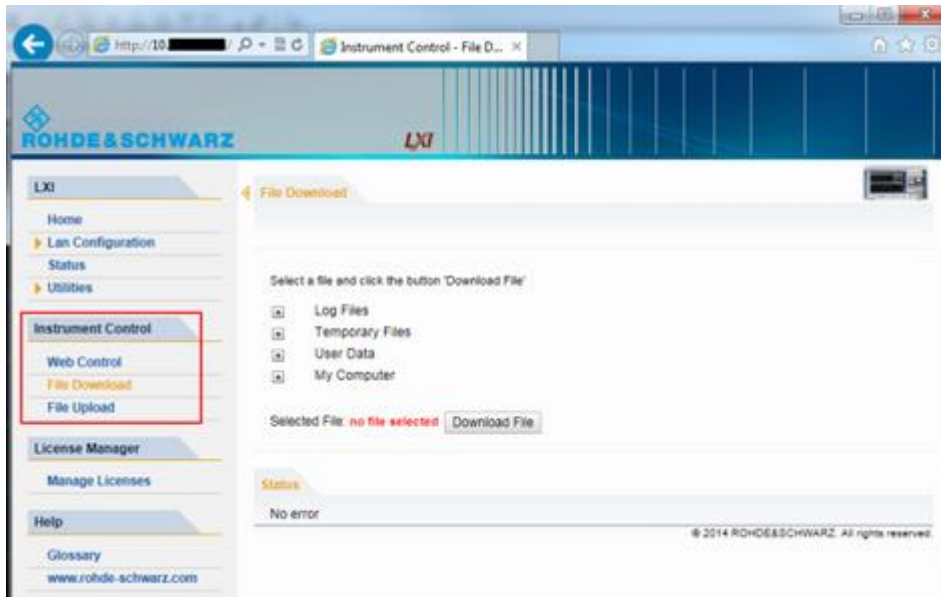 http://10.
Instrument Control - File D...
ROHDE&SCHWARZ
LXI
LXI
Home
Lan Configuration
Status
Utilities
Instrument Control
Web Control
File Download
File Upload
License Manager
Manage Licenses
Help
Glossary
www.rohde-schwarz.com
File Download
Select a file and click the button 'Download File'
Log Files
Temporary Files
User Data
My Computer
Selected File: no file selected Download File
Status
No error
© 2014 ROHDE&SCHWARZ. All rights reserved.